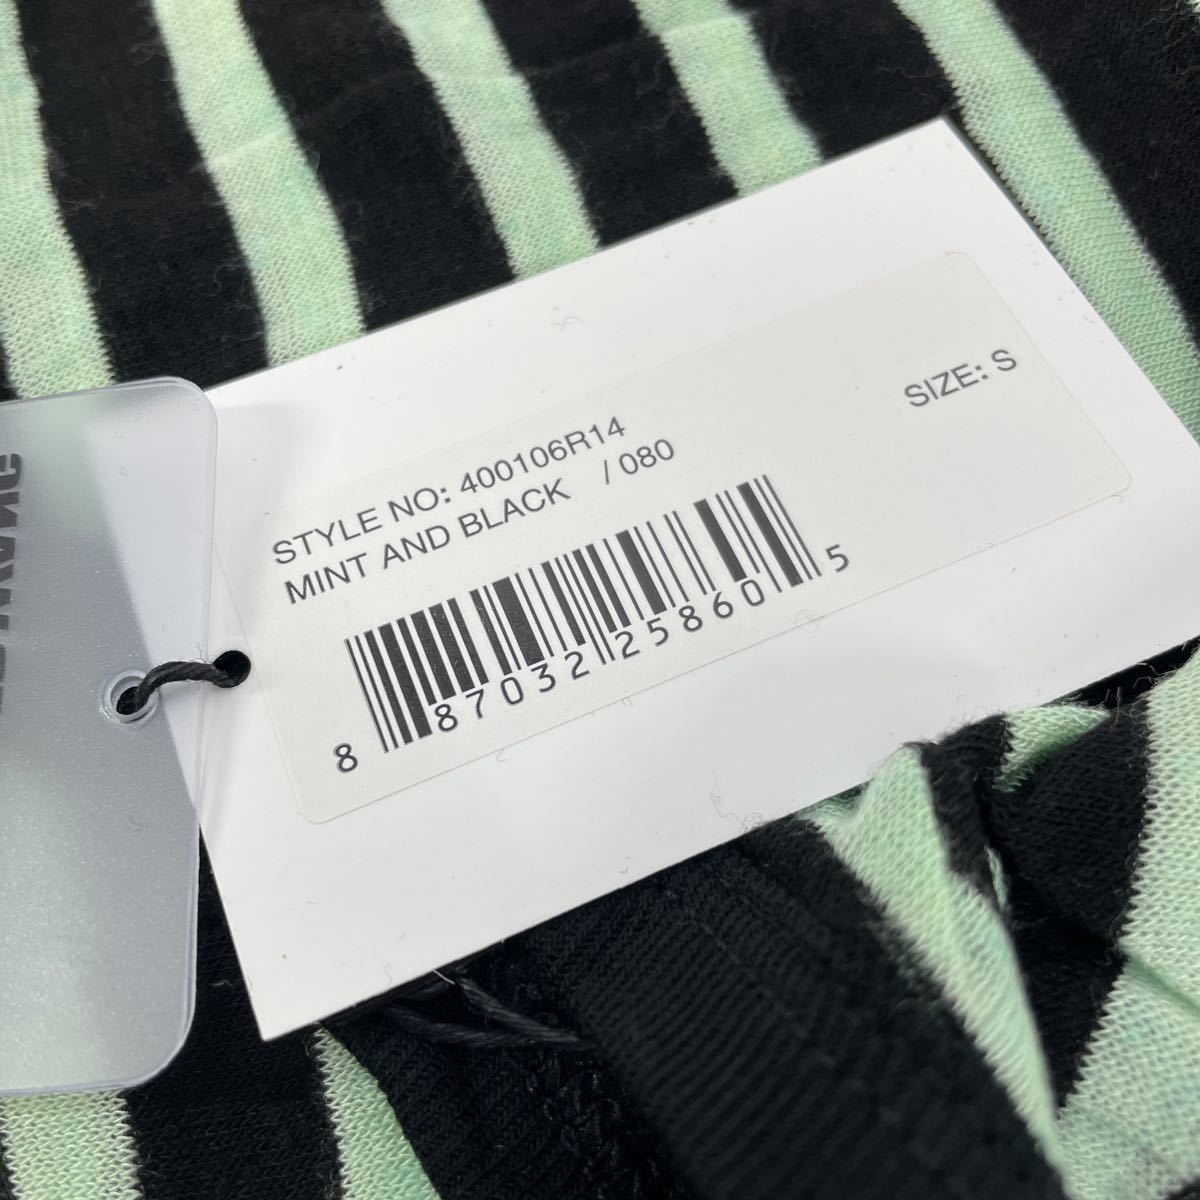 STYLE NO: 400106R14
SIZE: S
MINT AND BLACK / 080
8 87032 25860 5